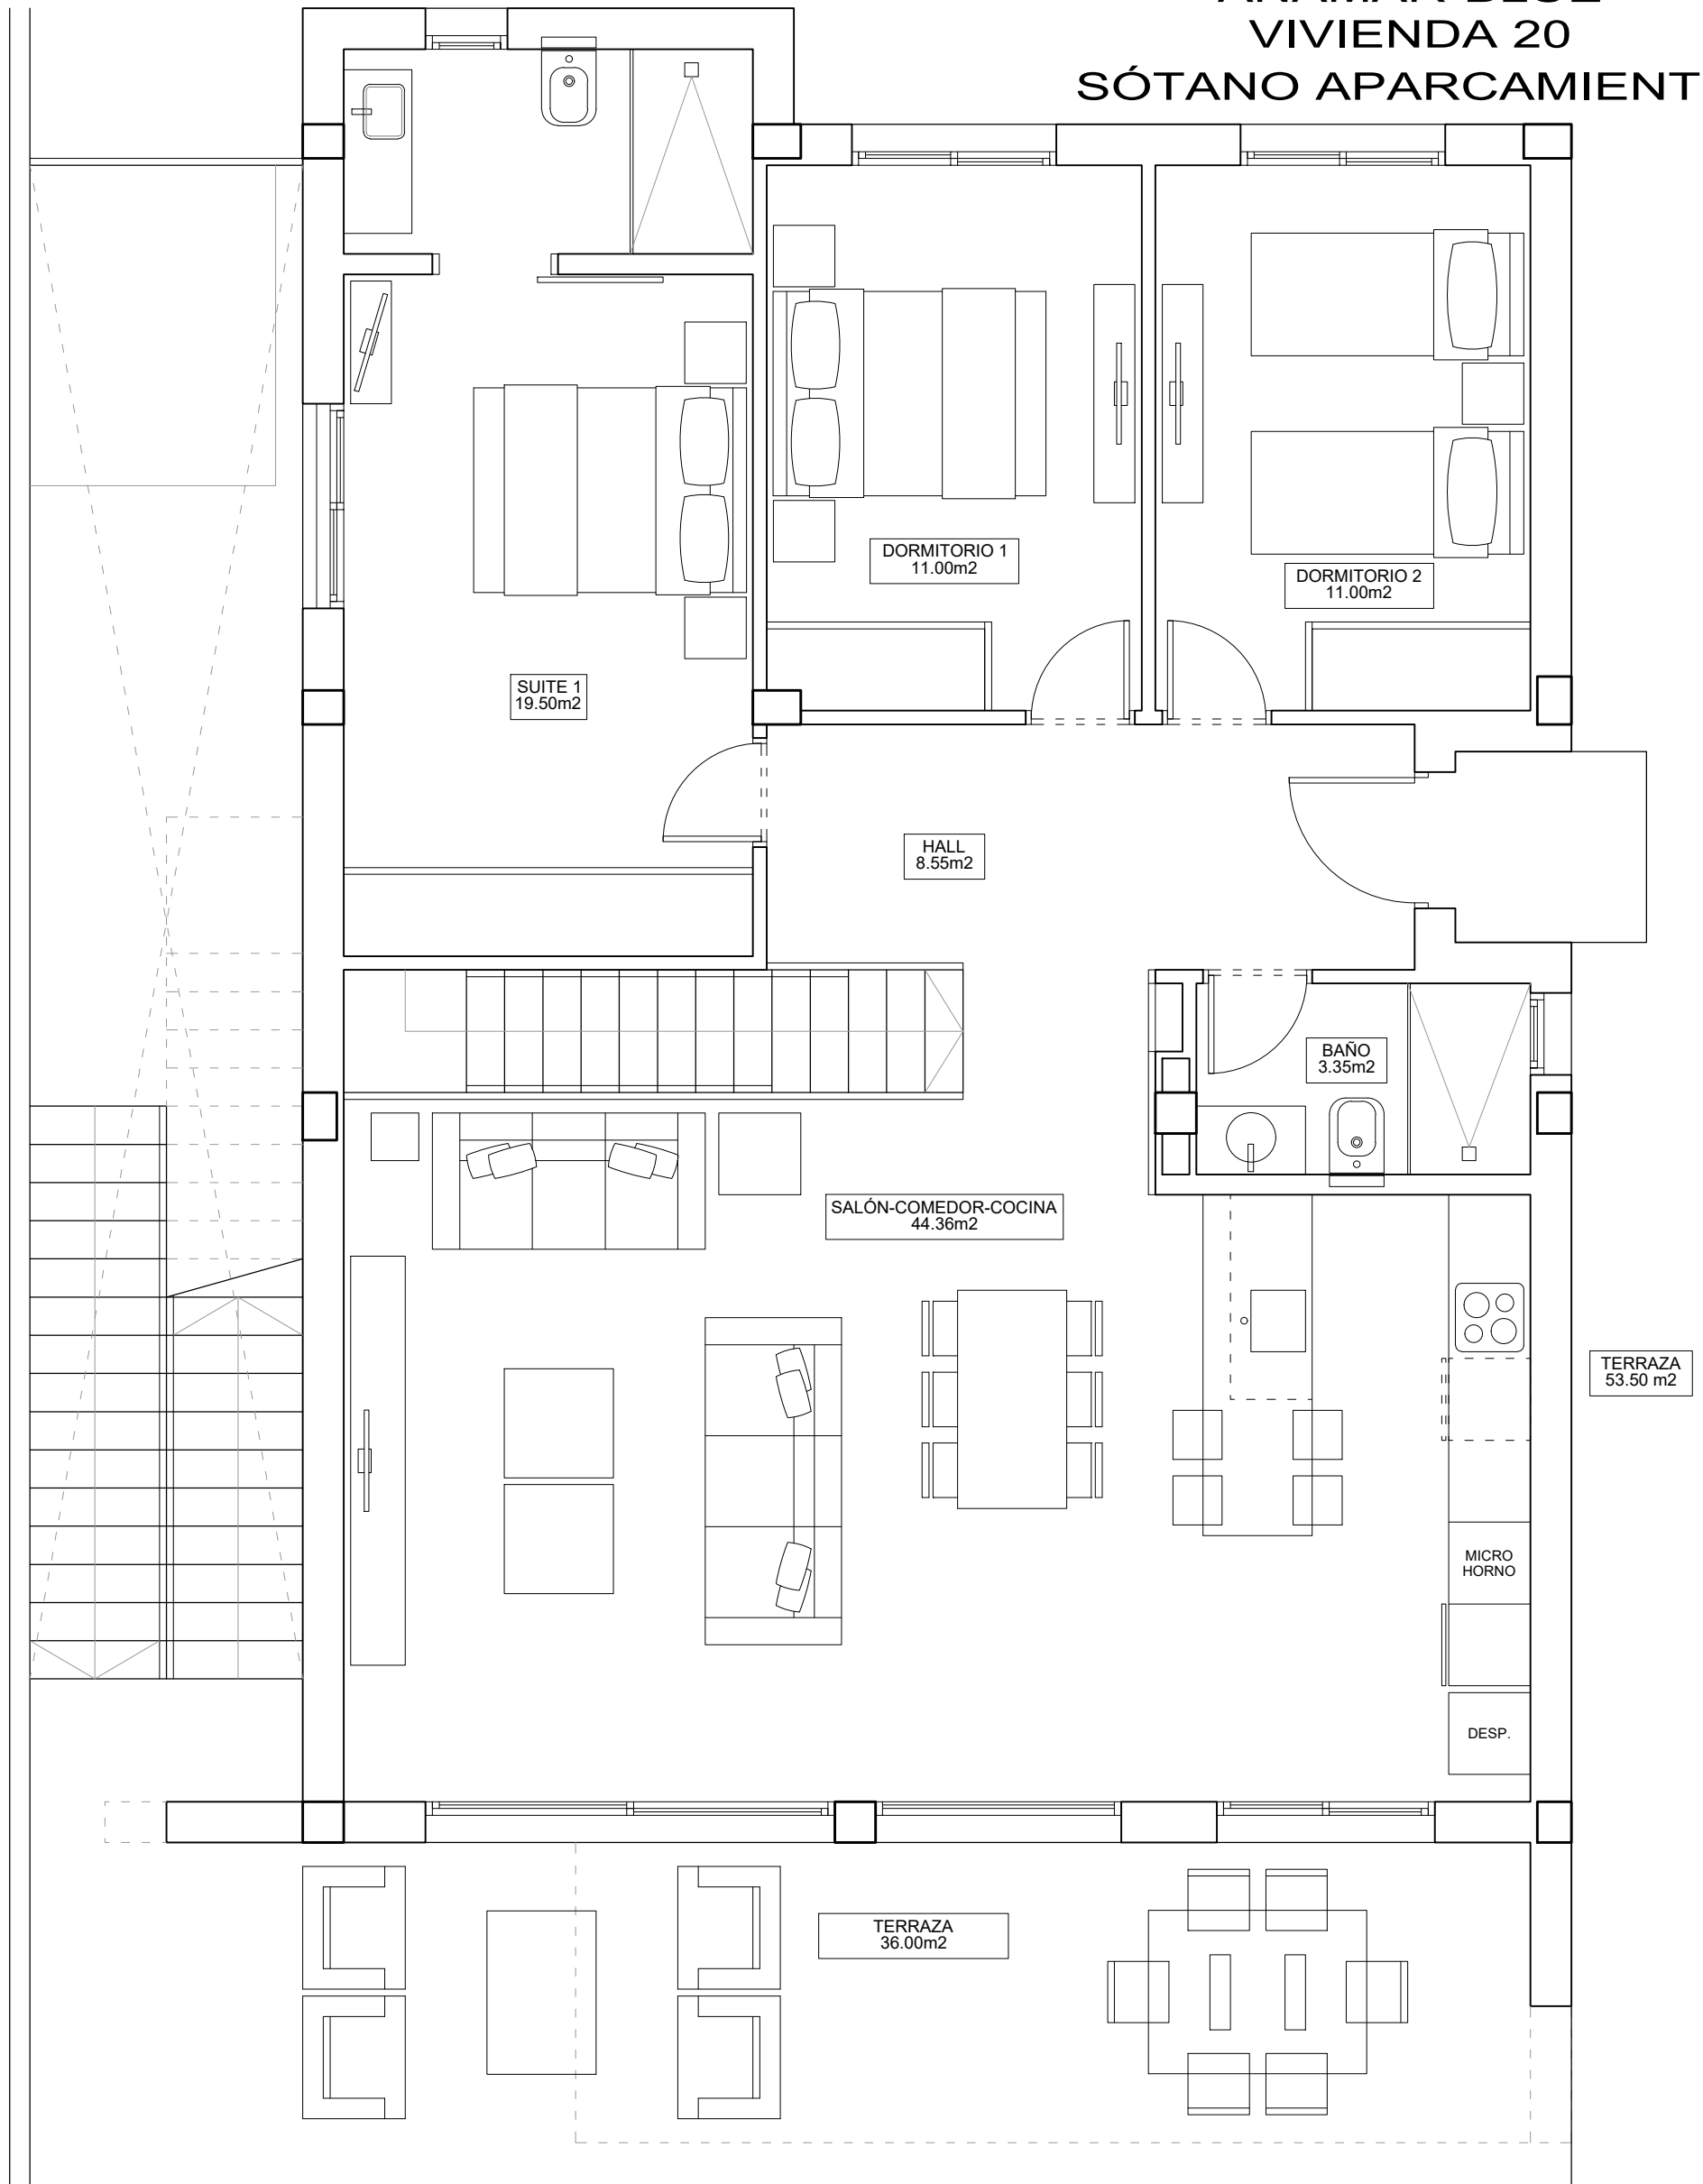 VIVIENDA 20
SÓTANO APARCAMIENT
DORMITORIO 1
11.00m2
DORMITORIO 2
11.00m2
SUITE 1
19.50m2
HALL
8.55m2
BAÑO
3.35m2
SALÓN-COMEDOR-COCINA
44.36m2
TERRAZA
53.50 m2
MICRO
HORNO
DESP.
TERRAZA
36.00m2